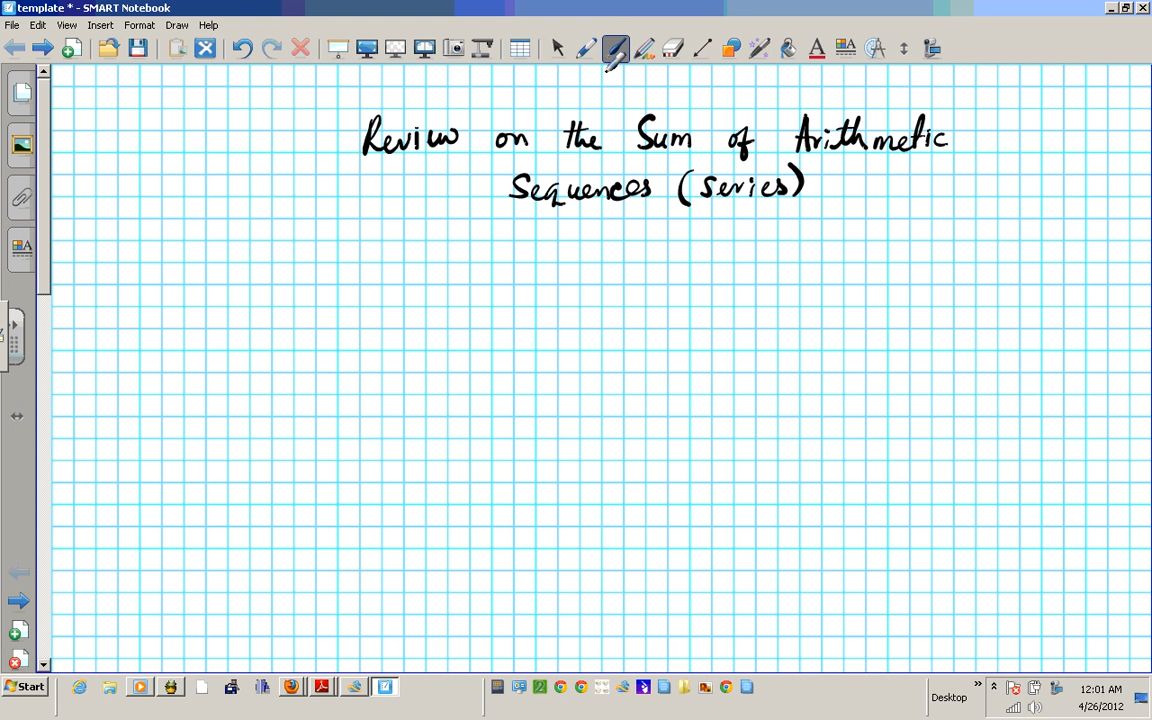 template * - SMART Notebook
File Edit View Insert Format Draw Help
Review on the Sum of Arithmetic
Sequences (series)
Start
Desktop
12:01 AM
4/26/2012